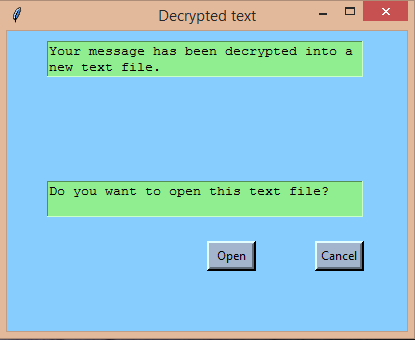 Decrypted text
Your message has been decrypted into a
new text file.
Do you want to open this text file?
Open
Cancel